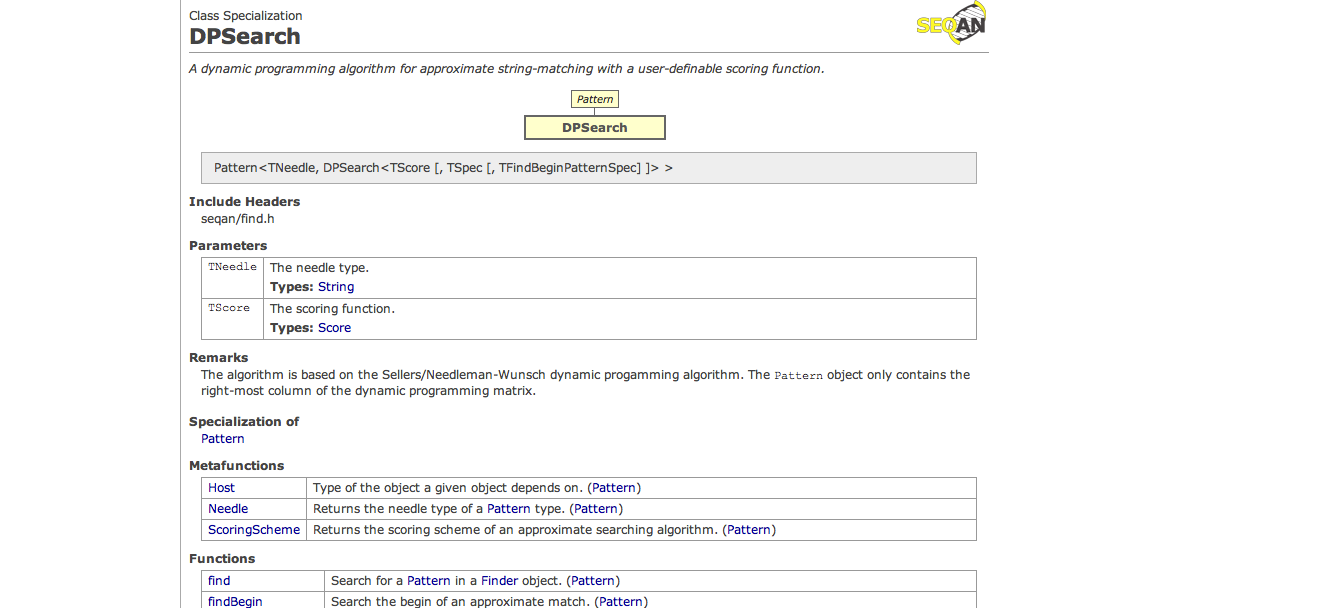 Class Specialization
DPSearch
SEQAN
A dynamic programming algorithm for approximate string-matching with a user-definable scoring function.
Pattern
DPSearch
Pattern<TNeedle, DPSearch<TScore [, TSpec [, TFindBeginPatternSpec] ]> >
Include Headers
seqan/find.h
Parameters
TNeedle The needle type.
Types: String
TScore The scoring function.
Types: Score
Remarks
The algorithm is based on the Sellers/Needleman-Wunsch dynamic progamming algorithm. The Pattern object only contains the
right-most column of the dynamic programming matrix.
Specialization of
Pattern
Metafunctions
Host Type of the object a given object depends on. (Pattern)
Needle Returns the needle type of a Pattern type. (Pattern)
ScoringScheme Returns the scoring scheme of an approximate searching algorithm. (Pattern)
Functions
find Search for a Pattern in a Finder object. (Pattern)
findBegin Search the begin of an approximate match. (Pattern)